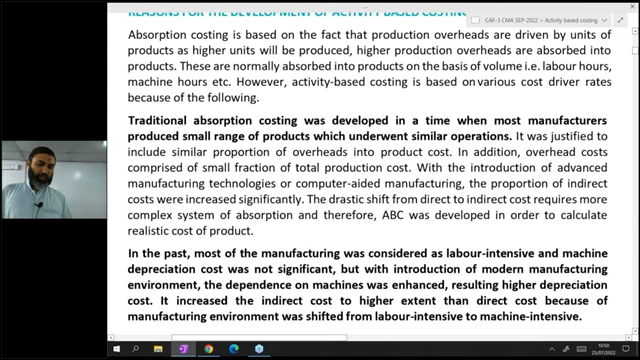 REASONS FOR THE DEVELOPMENT OF ACTIVITY BASED COSTING
CAF-3 CMA SEP-2022 > Activity based costing
Absorption costing is based on the fact that production overheads are driven by units of
products as higher units will be produced, higher production overheads are absorbed into
products. These are normally absorbed into products on the basis of volume i.e. labour hours,
machine hours etc. However, activity-based costing is based on various cost driver rates
because of the following.
Traditional absorption costing was developed in a time when most manufacturers
produced small range of products which underwent similar operations. It was justified to
include similar proportion of overheads into product cost. In addition, overhead costs
comprised of small fraction of total production cost. With the introduction of advanced
manufacturing technologies or computer-aided manufacturing, the proportion of indirect
costs were increased significantly. The drastic shift from direct to indirect cost requires more
complex system of absorption and therefore, ABC was developed in order to calculate
realistic cost of product.
In the past, most of the manufacturing was considered as labour-intensive and machine
depreciation cost was not significant, but with introduction of modern manufacturing
environment, the dependence on machines was enhanced, resulting higher depreciation
cost. It increased the indirect cost to higher extent than direct cost because of
manufacturing environment was shifted from labour-intensive to machine-intensive.
10:50
25/07/2022